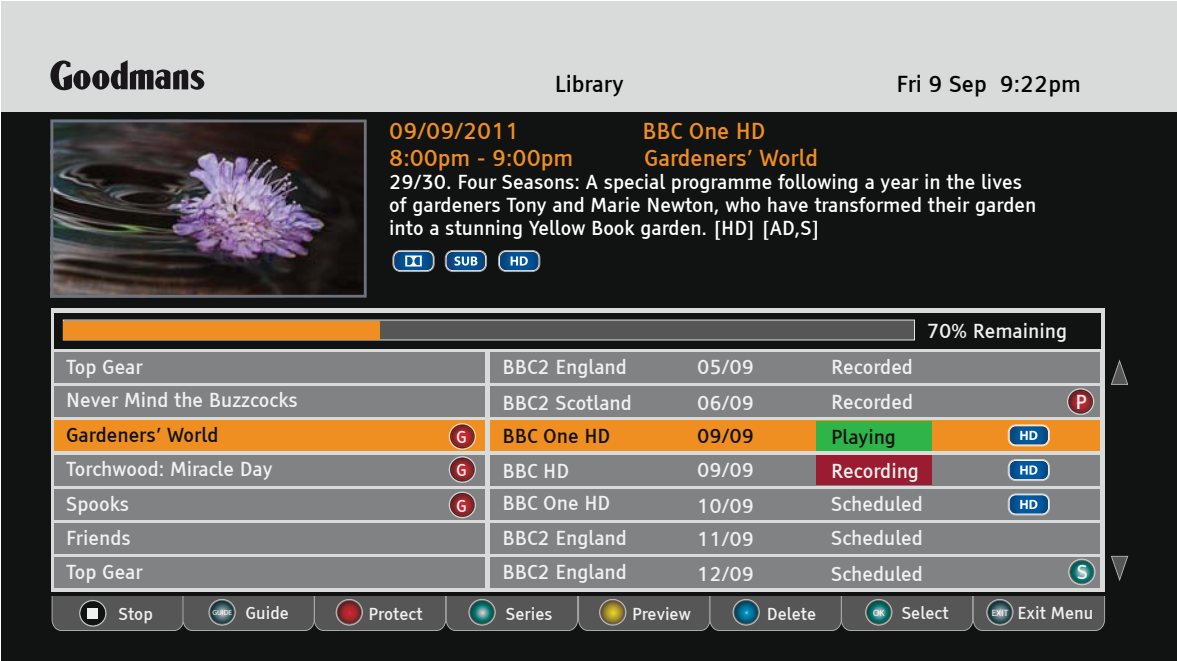 Goodmans
Library
Fri 9 Sep 9:22pm
09/09/2011 BBC One HD
8:00pm - 9:00pm Gardeners’ World
29/30. Four Seasons: A special programme following a year in the lives
of gardeners Tony and Marie Newton, who have transformed their garden
into a stunning Yellow Book garden. [HD] [AD,S]
SUB HD
70% Remaining
Top Gear BBC2 England 05/09 Recorded
Never Mind the Buzzcocks BBC2 Scotland 06/09 Recorded P
Gardeners’ World G BBC One HD 09/09 Playing HD
Torchwood: Miracle Day G BBC HD 09/09 Recording HD
Spooks G BBC One HD 10/09 Scheduled HD
Friends BBC2 England 11/09 Scheduled
Top Gear BBC2 England 12/09 Scheduled S
Stop GUIDE Guide Protect Series Preview Delete OK Select EXIT Exit Menu